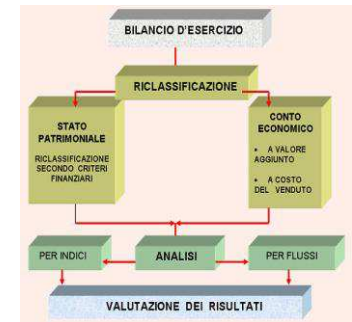 BILANCIO D'ESERCIZIO
RICLASSIFICAZIONE
STATO
PATRIMONIALE
RICLASSIFICAZIONE
SECONDO CRITERI
FINANZIARI
CONTO
ECONOMICO
• A VALORE
AGGIUNTO
• A COSTO
DEL VENDUTO
PER INDICI
ANALISI
PER FLUSSI
VALUTAZIONE DEI RISULTATI